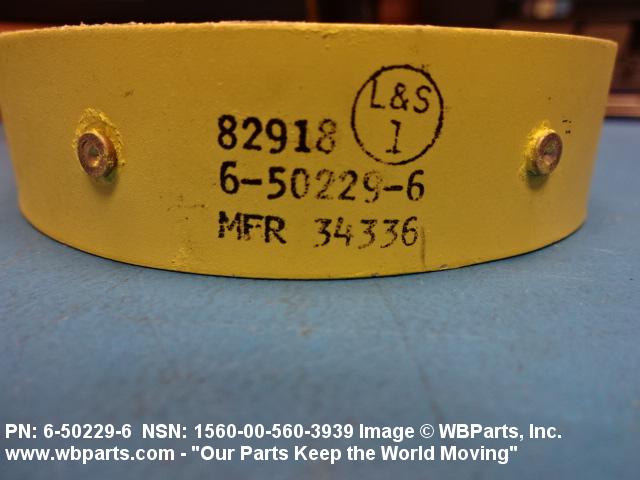 L&S
1
82918
6-50229-6
MFR 34336
PN: 6-50229-6 NSN: 1560-00-560-3939 Image © WBParts, Inc.
www.wbparts.com - "Our Parts Keep the World Moving"